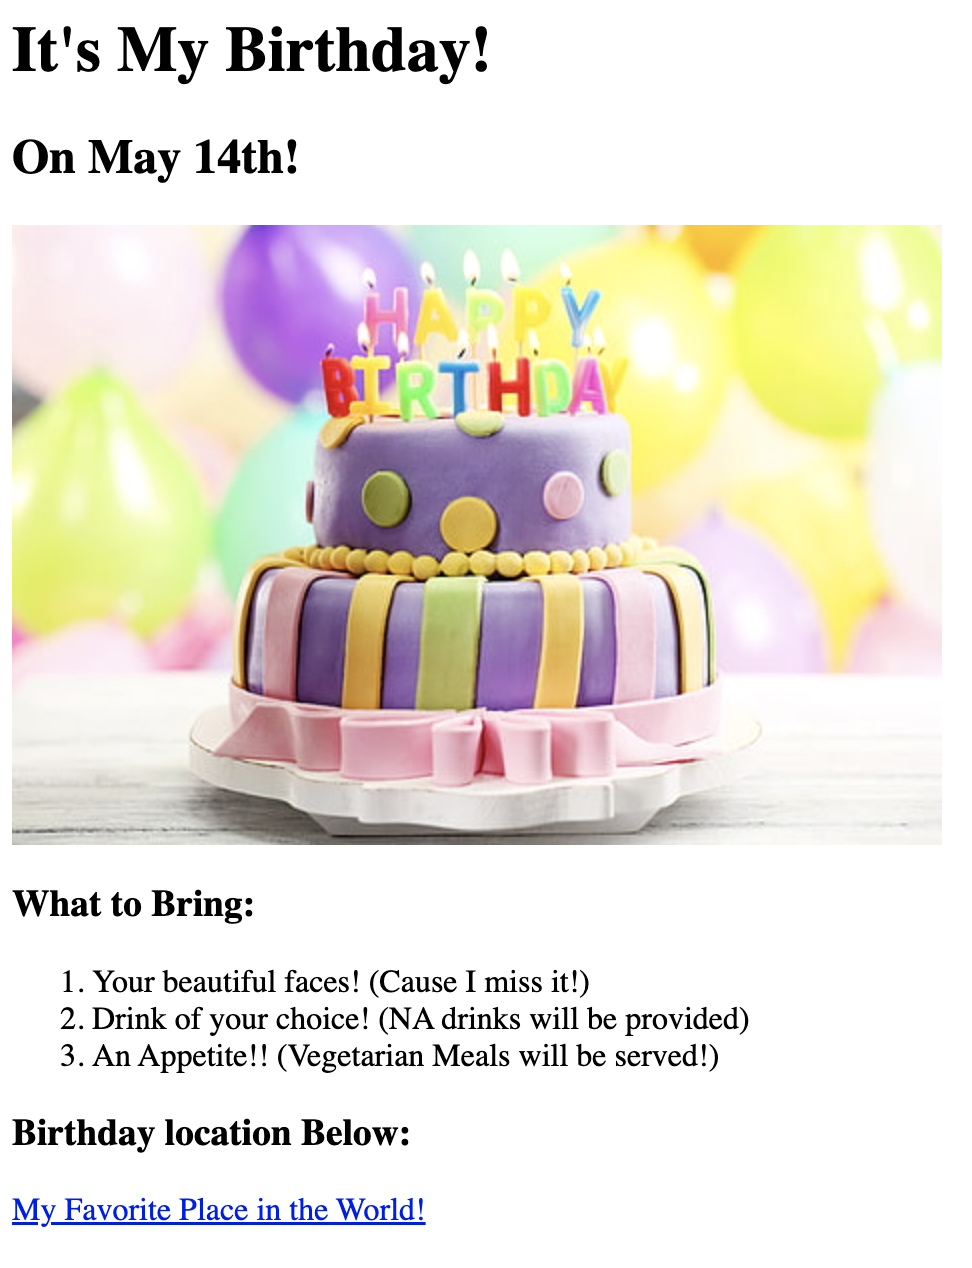 It's My Birthday!
On May 14th!
HAPPY
BIRTHDAY
What to Bring:
1. Your beautiful faces! (Cause I miss it!)
2. Drink of your choice! (NA drinks will be provided)
3. An Appetite!! (Vegetarian Meals will be served!)
Birthday location Below:
My Favorite Place in the World!